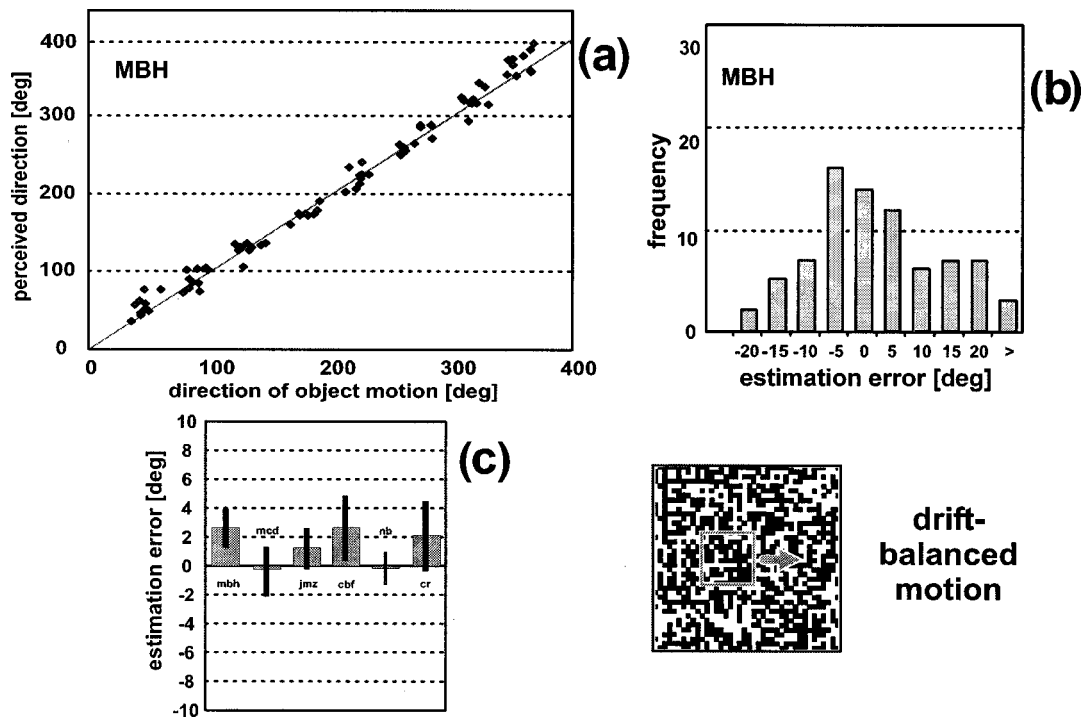 (a)
MBH
perceived direction [deg]
400
300
200
100
0
0 100 200 300 400
direction of object motion [deg]
(b)
MBH
frequency
30
20
10
0
-20 -15 -10 -5 0 5 10 15 20 >
estimation error [deg]
(c)
estimation error [deg]
10
8
6
4
2
0
-2
-4
-6
-8
-10
mcd nb
mbh jmz cbf cr
drift-
balanced
motion